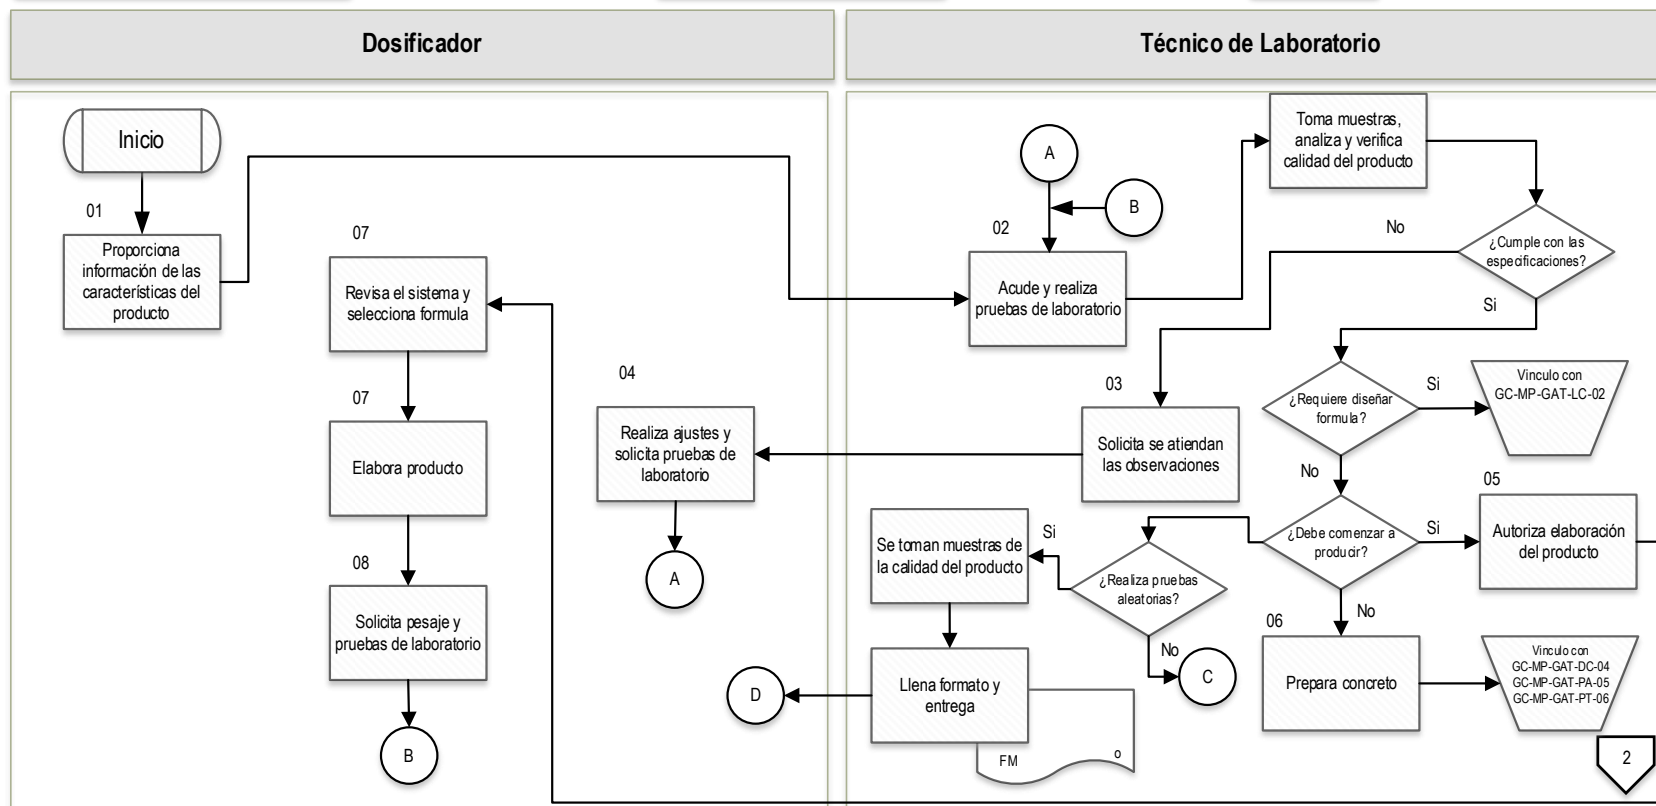 Dosificador
Técnico de Laboratorio
Inicio
01
Proporciona
información de las
características del
producto
07
Revisa el sistema y
selecciona formula
07
Elabora producto
08
Solicita pesaje y
pruebas de laboratorio
B
04
Realiza ajustes y
solicita pruebas de
laboratorio
A
A
B
02
Acude y realiza
pruebas de laboratorio
Toma muestras,
analiza y verifica
calidad del producto
¿Cumple con las
especificaciones?
No
Si
03
Solicita se atiendan
las observaciones
¿Requiere diseñar
formula?
Si
Vinculo con
GC-MP-GAT-LC-02
No
¿Debe comenzar a
producir?
Si
05
Autoriza elaboración
del producto
No
06
Prepara concreto
Vinculo con
GC-MP-GAT-DC-04
GC-MP-GAT-PA-05
GC-MP-GAT-PT-06
¿Realiza pruebas
aleatorias?
Si
Se toman muestras de
la calidad del producto
No
C
Llena formato y
entrega
D
FM
o
2